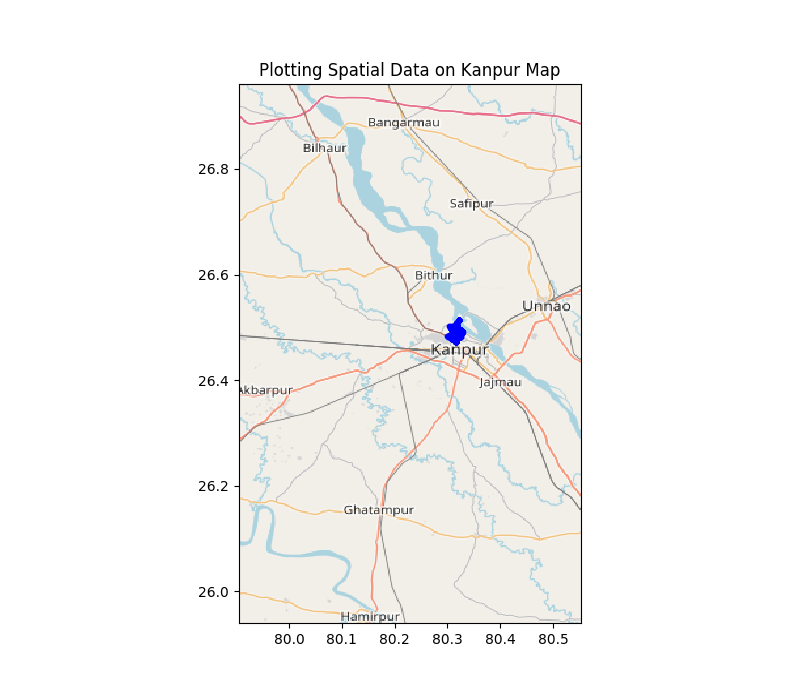 Plotting Spatial Data on Kanpur Map
Bangarmau
Bilhaur
26.8
Safipur
26.6
Bithur
Unnao
Kanpur
26.4
Jajmau
Akbarpur
26.2
Ghatampur
26.0
Hamirpur
80.0 80.1 80.2 80.3 80.4 80.5